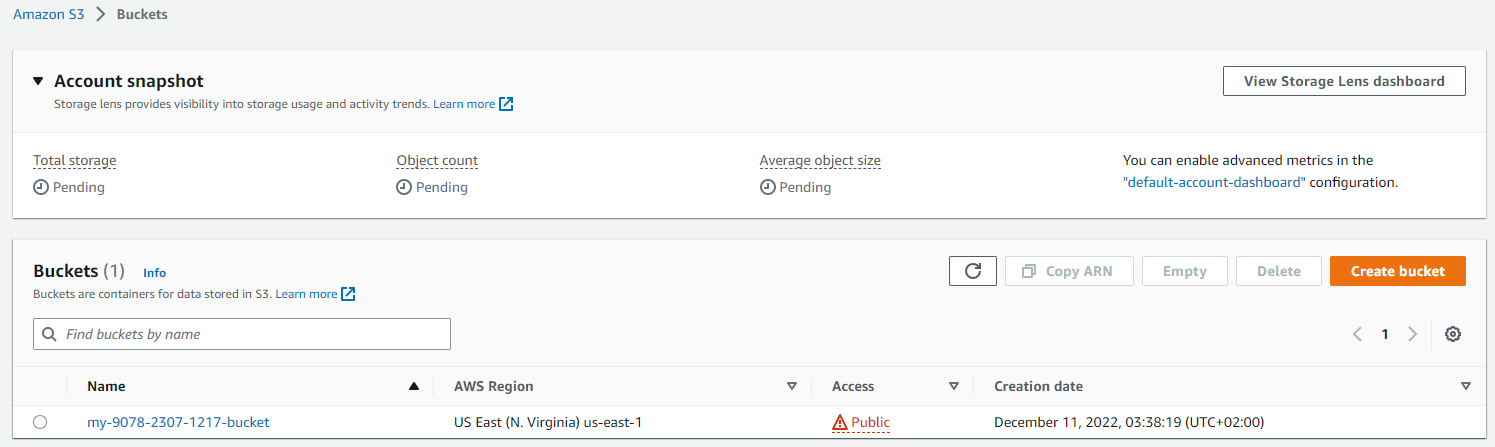 Amazon S3 > Buckets
Account snapshot
View Storage Lens dashboard
Storage lens provides visibility into storage usage and activity trends. Learn more
Total storage
Object count
Average object size
You can enable advanced metrics in the
Pending
Pending
Pending
"default-account-dashboard" configuration.
Buckets (1) Info
Copy ARN
Empty
Delete
Create bucket
Buckets are containers for data stored in S3. Learn more
Find buckets by name
1
Name
AWS Region
Access
Creation date
my-9078-2307-1217-bucket
US East (N. Virginia) us-east-1
Public
December 11, 2022, 03:38:19 (UTC+02:00)